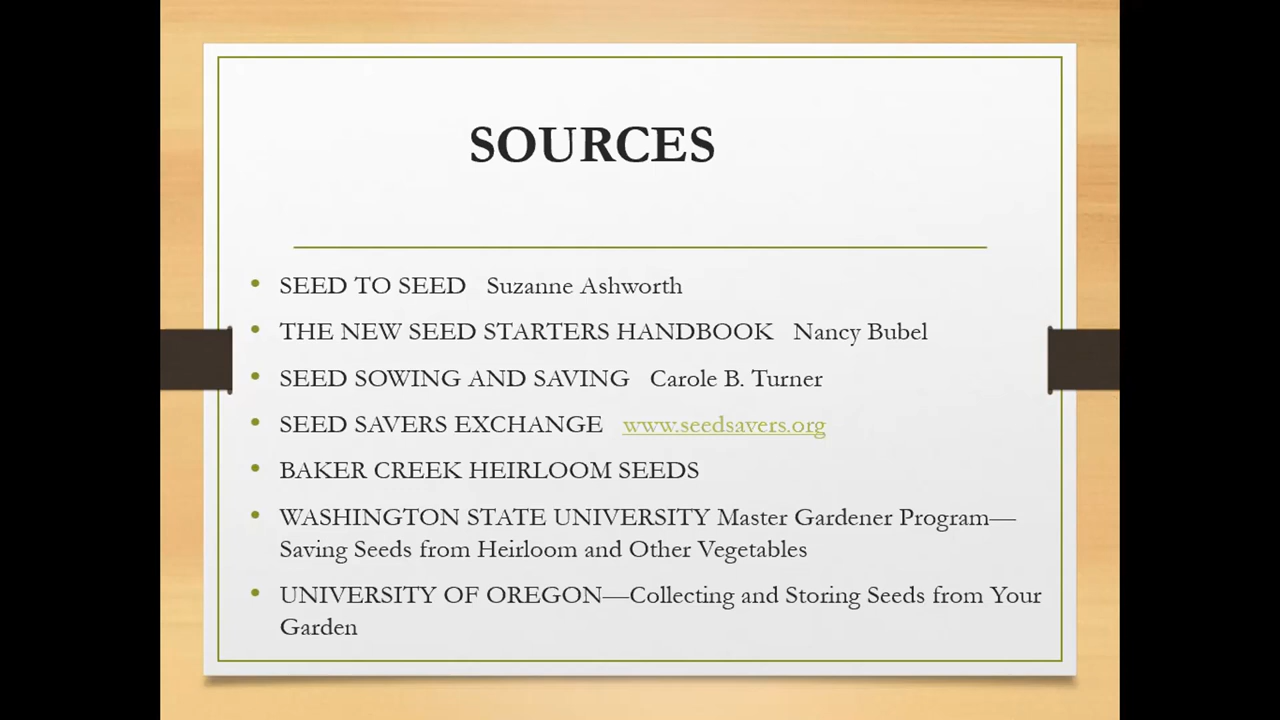 SOURCES
• SEED TO SEED   Suzanne Ashworth
• THE NEW SEED STARTERS HANDBOOK   Nancy Bubel
• SEED SOWING AND SAVING   Carole B. Turner
• SEED SAVERS EXCHANGE   www.seedsavers.org
• BAKER CREEK HEIRLOOM SEEDS
• WASHINGTON STATE UNIVERSITY Master Gardener Program—
Saving Seeds from Heirloom and Other Vegetables
• UNIVERSITY OF OREGON—Collecting and Storing Seeds from Your
Garden